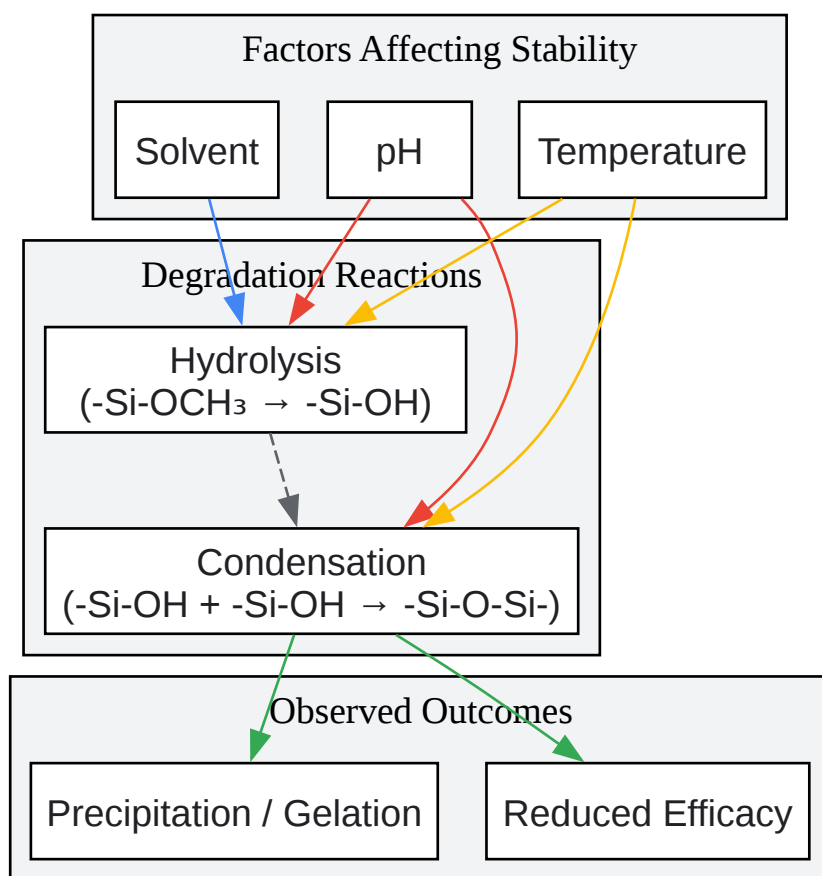 Factors Affecting Stability
Solvent
pH
Temperature
Degradation Reactions
Hydrolysis
(-Si-OCH₃ → -Si-OH)
Condensation
(-Si-OH + -Si-OH → -Si-O-Si-)
Observed Outcomes
Precipitation / Gelation
Reduced Efficacy